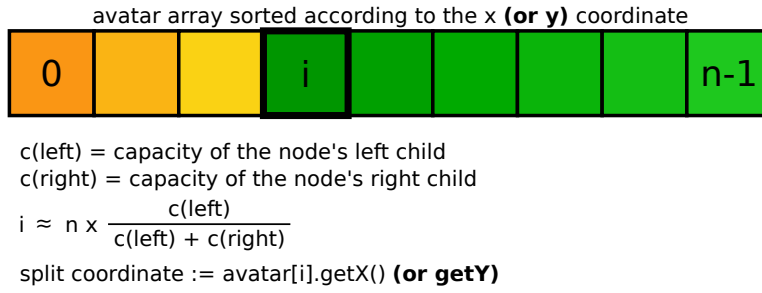 avatar array sorted according to the x (or y) coordinate
0 i n-1
c(left) = capacity of the node's left child
c(right) = capacity of the node's right child
c(left)
i ≈ n x
c(left) + c(right)
split coordinate := avatar[i].getX() (or getY)